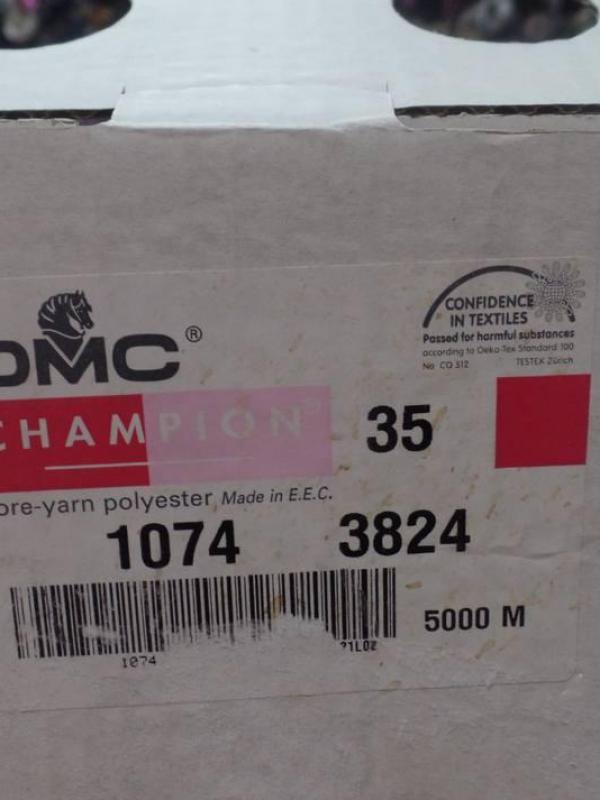 CONFIDENCE
IN TEXTILES
Passed for harmful substances
according to Oeko-Tex Standard 100
No CQ 312 TESTEX Zürich
DMC®
CHAMPION® 35
ore-yarn polyester Made in E.E.C.
1074 3824
5000 M
1074